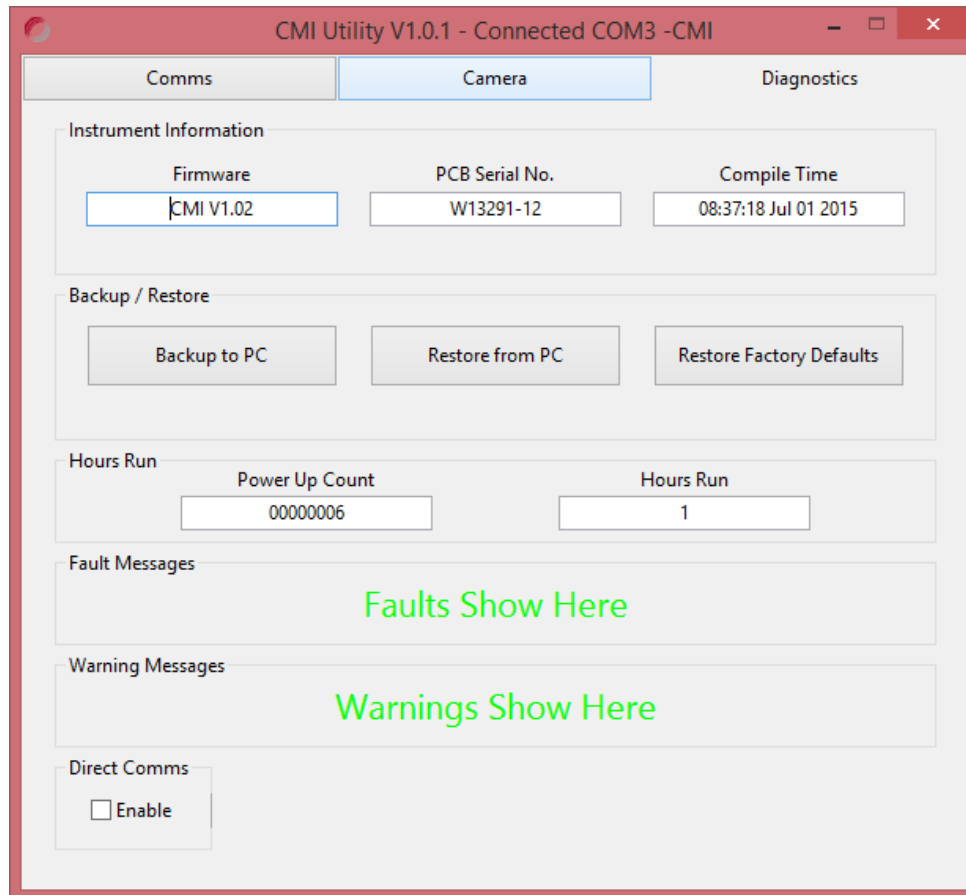 CMI Utility V1.0.1 - Connected COM3 -CMI
Comms Camera Diagnostics
Instrument Information
Firmware PCB Serial No. Compile Time
CMI V1.02 W13291-12 08:37:18 Jul 01 2015
Backup / Restore
Backup to PC Restore from PC Restore Factory Defaults
Hours Run
Power Up Count Hours Run
00000006 1
Fault Messages
Faults Show Here
Warning Messages
Warnings Show Here
Direct Comms
Enable